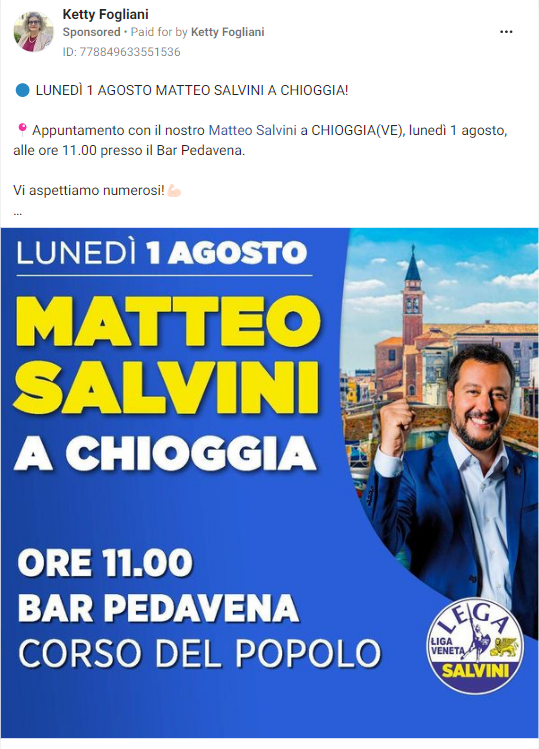 Ketty Fogliani
Sponsored • Paid for by Ketty Fogliani
ID: 778849633551536
🔵 LUNEDÌ 1 AGOSTO MATTEO SALVINI A CHIOGGIA!
📍Appuntamento con il nostro Matteo Salvini a CHIOGGIA(VE), lunedì 1 agosto,
alle ore 11.00 presso il Bar Pedavena.
Vi aspettiamo numerosi!💪🏻
...
LUNEDÌ 1 AGOSTO
MATTEO
SALVINI
A CHIOGGIA
ORE 11.00
BAR PEDAVENA
CORSO DEL POPOLO
LEGA
LIGA
VENETA
SALVINI